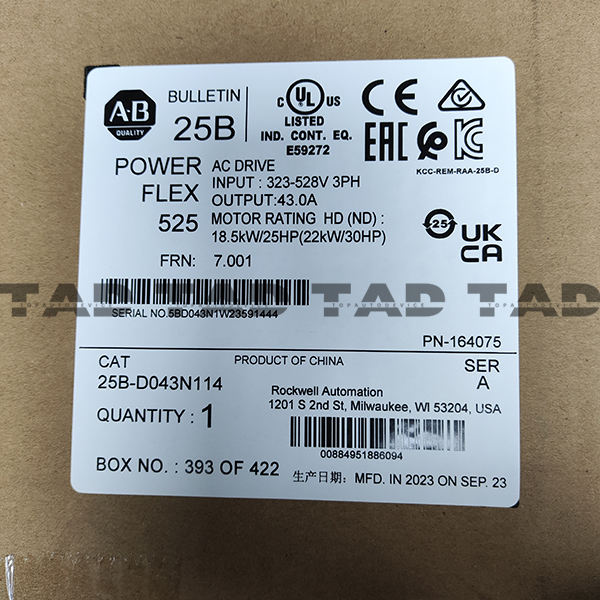 A-B
QUALITY
BULLETIN
25B
C UL US
LISTED
IND. CONT. EQ.
E59272
CE
EAC
KC
KCC-REM-RAA-25B-D
25
UK
CA
POWER
FLEX
525
AC DRIVE
INPUT : 323-528V 3PH
OUTPUT:43.0A
MOTOR RATING HD (ND) :
18.5kW/25HP(22kW/30HP)
FRN: 7.001
TAD TAD TAD TAD
TOPAUTODEVICE TOPAUTODEVICE
SERIAL NO.5BD043N1W23591444
PN-164075
CAT
25B-D043N114
PRODUCT OF CHINA
SER
A
QUANTITY : 1
Rockwell Automation
1201 S 2nd St, Milwaukee, WI 53204, USA
00884951886094
BOX NO. : 393 OF 422
生产日期: MFD. IN 2023 ON SEP. 23